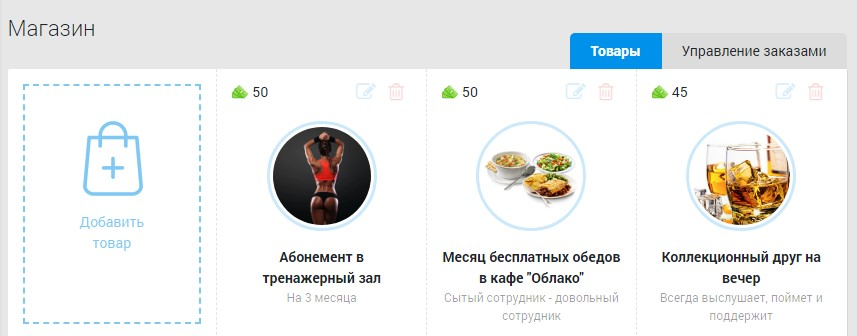 Магазин
Товары
Управление заказами
Добавить
товар
50
Абонемент в
тренажерный зал
На 3 месяца
50
Месяц бесплатных обедов
в кафе "Облако"
Сытый сотрудник - довольный
сотрудник
45
Коллекционный друг на
вечер
Всегда выслушает, поймет и
поддержит